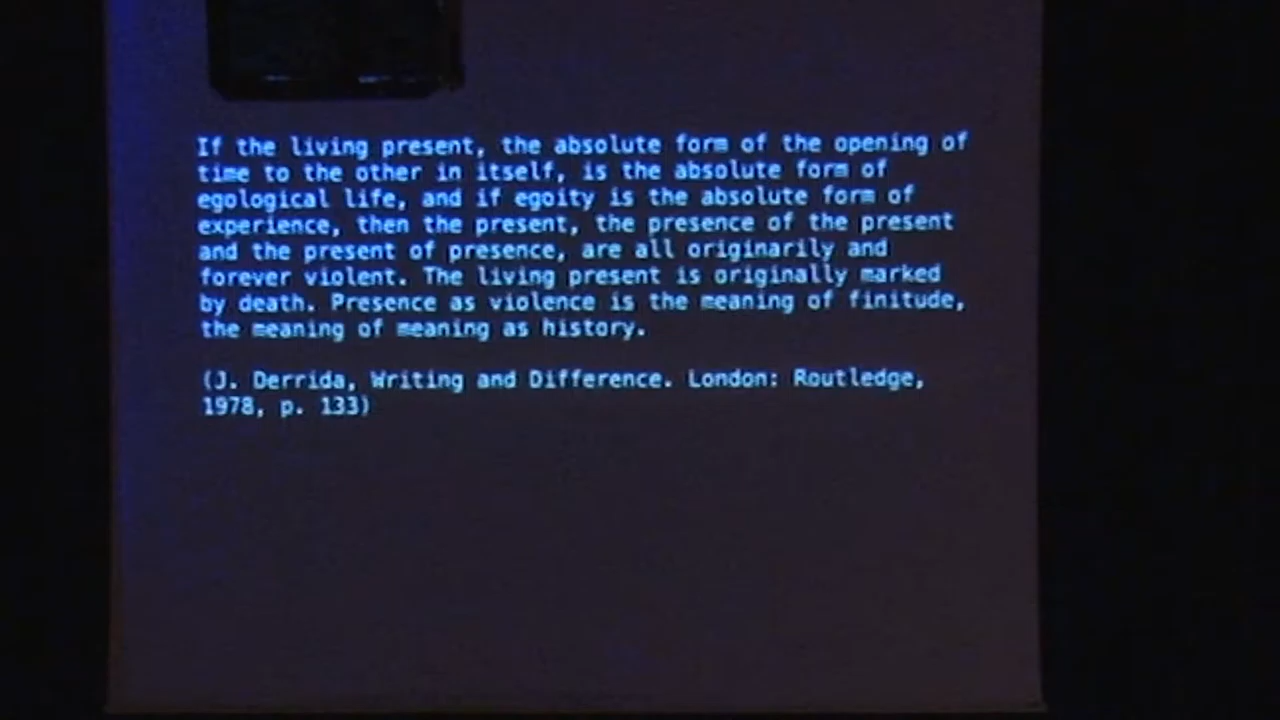 If the living present, the absolute form of the opening of
time to the other in itself, is the absolute form of
egological life, and if egoity is the absolute form of
experience, then the present, the presence of the present
and the present of presence, are all originarily and
forever violent. The living present is originally marked
by death. Presence as violence is the meaning of finitude,
the meaning of meaning as history.
(J. Derrida, Writing and Difference. London: Routledge,
1978, p. 133)